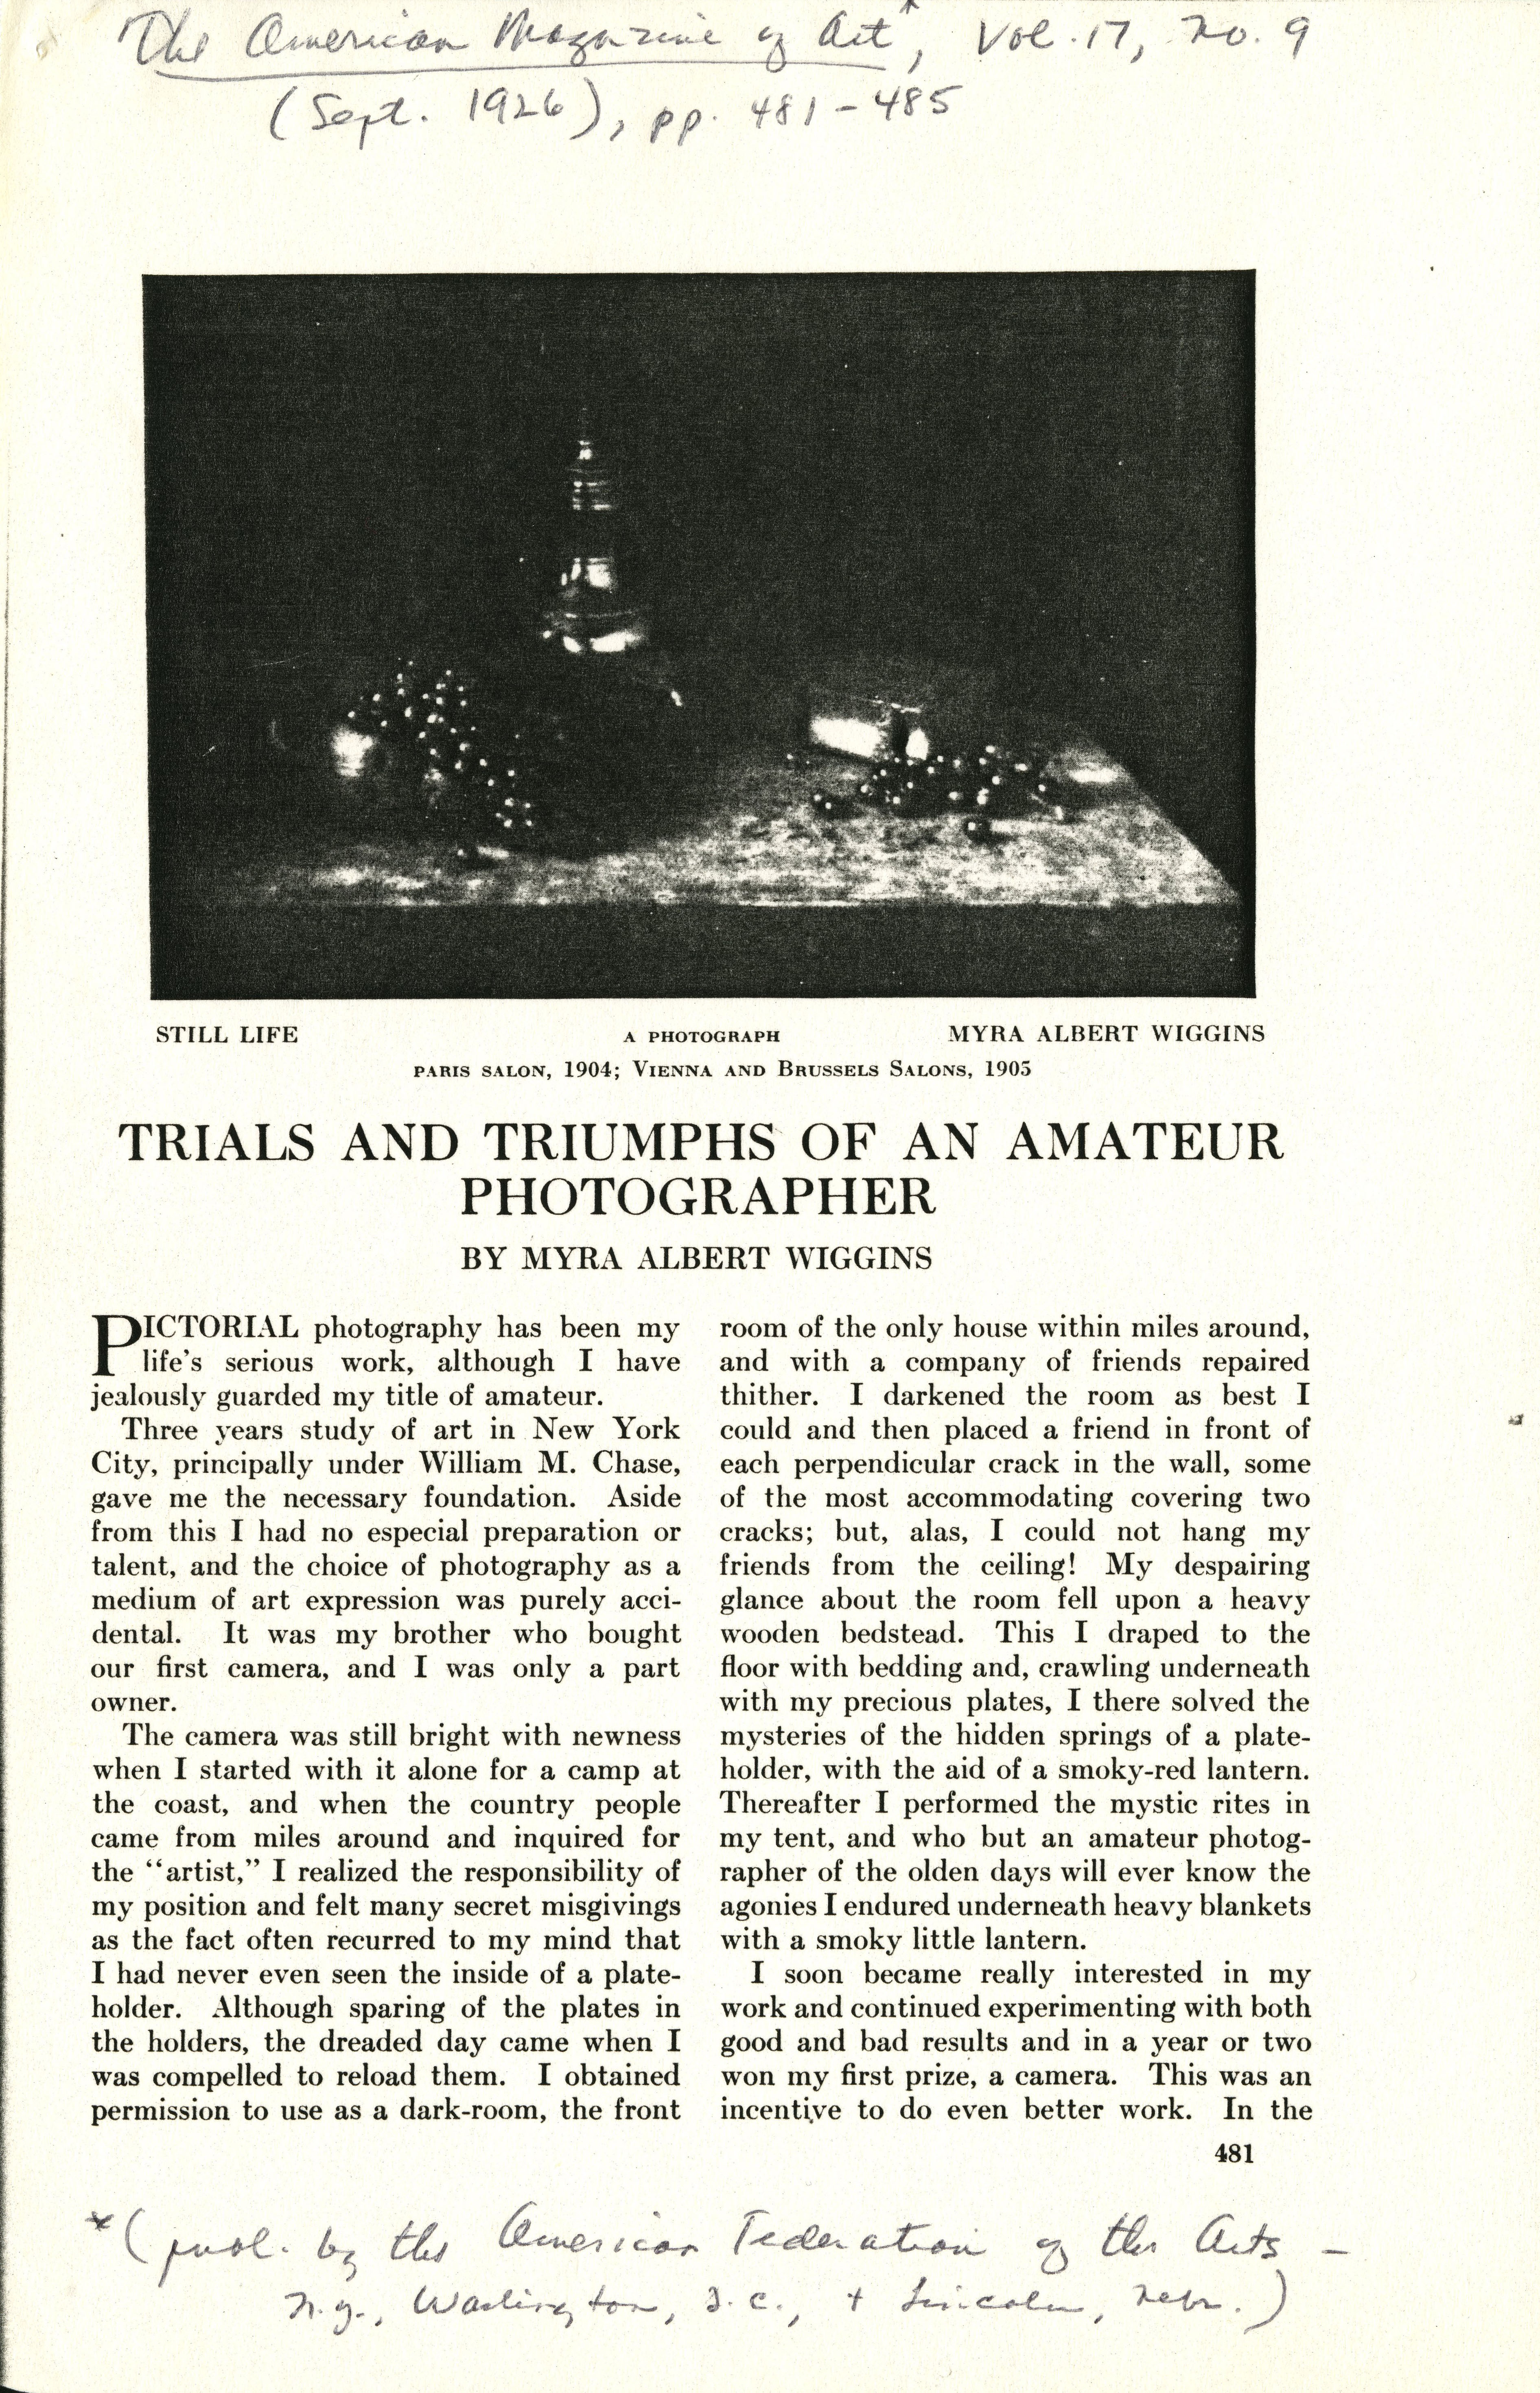 The American Magazine of Art*, Vol. 17, No. 9
(Sept. 1926), pp. 481-485
STILL LIFE A PHOTOGRAPH MYRA ALBERT WIGGINS
PARIS SALON, 1904; VIENNA AND BRUSSELS SALONS, 1905
TRIALS AND TRIUMPHS OF AN AMATEUR
PHOTOGRAPHER
BY MYRA ALBERT WIGGINS
PICTORIAL photography has been my
life's serious work, although I have
jealously guarded my title of amateur.
Three years study of art in New York
City, principally under William M. Chase,
gave me the necessary foundation. Aside
from this I had no especial preparation or
talent, and the choice of photography as a
medium of art expression was purely acci-
dental. It was my brother who bought
our first camera, and I was only a part
owner.
The camera was still bright with newness
when I started with it alone for a camp at
the coast, and when the country people
came from miles around and inquired for
the “artist,” I realized the responsibility of
my position and felt many secret misgivings
as the fact often recurred to my mind that
I had never even seen the inside of a plate-
holder. Although sparing of the plates in
the holders, the dreaded day came when I
was compelled to reload them. I obtained
permission to use as a dark-room, the front
room of the only house within miles around,
and with a company of friends repaired
thither. I darkened the room as best I
could and then placed a friend in front of
each perpendicular crack in the wall, some
of the most accommodating covering two
cracks; but, alas, I could not hang my
friends from the ceiling! My despairing
glance about the room fell upon a heavy
wooden bedstead. This I draped to the
floor with bedding and, crawling underneath
with my precious plates, I there solved the
mysteries of the hidden springs of a plate-
holder, with the aid of a smoky-red lantern.
Thereafter I performed the mystic rites in
my tent, and who but an amateur photog-
rapher of the olden days will ever know the
agonies I endured underneath heavy blankets
with a smoky little lantern.
I soon became really interested in my
work and continued experimenting with both
good and bad results and in a year or two
won my first prize, a camera. This was an
incentive to do even better work. In the
481
*(publ. by the American Federation of the Arts –
N.Y., Washington, D.C., + Lincoln, Nebr.)